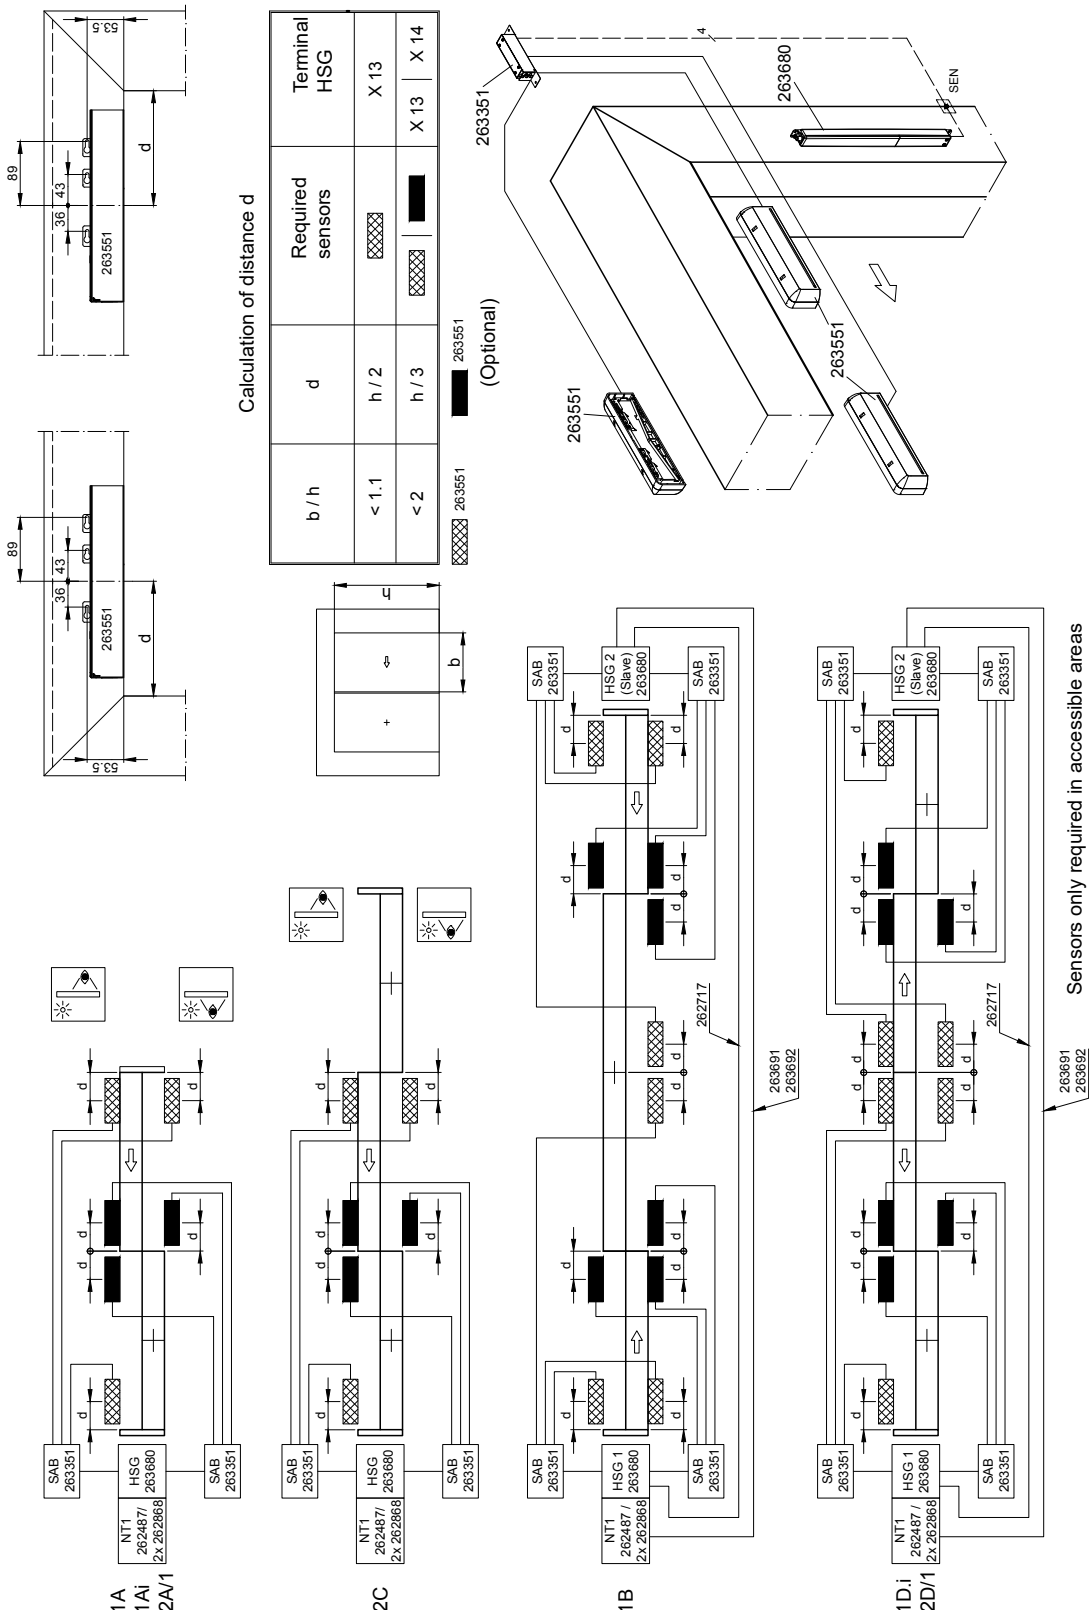 53.5
89
36
43
263551
d
89
36
43
263551
d
53.5
Calculation of distance d
b / h
d
Required
sensors
Terminal
HSG
< 1.1
h / 2
X 13
< 2
h / 3
X 13
X 14
263551
263551
(Optional)
h
b
263351
4
263680
SEN
263551
263551
1A
1Ai
2A/1
NT1
262487/
2x 262868
HSG
263680
SAB
263351
SAB
263351
d
d
d
d
d
d
2C
NT1
262487/
2x 262868
HSG
263680
SAB
263351
SAB
263351
d
d
d
d
d
d
1B
NT1
262487 /
2x 262868
HSG 1
263680
SAB
263351
SAB
263351
d
d
d
d
d
d
d
d
d
d
d
d
SAB
263351
HSG 2
(Slave)
263680
SAB
263351
262717
263691
263692
1D.i
2D/1
NT1
262487 /
2x 262868
HSG 1
263680
SAB
263351
SAB
263351
d
d
d
d
d
d
d
d
d
d
d
d
SAB
263351
HSG 2
(Slave)
263680
SAB
263351
262717
263691
263692
Sensors only required in accessible areas